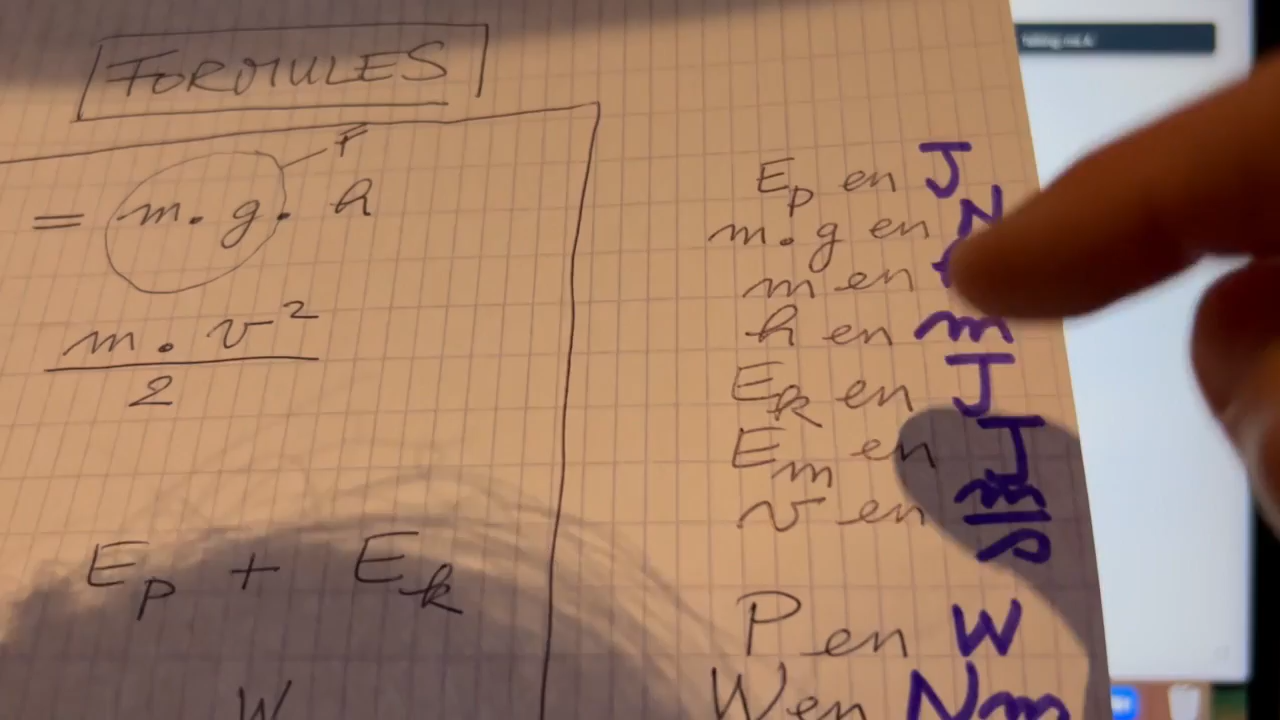 FORMULES
F
= m. g. h
m . v²
2
Ep + Ek
W
Ep en J
m.g en N
m en
h en m
Ek en J
Em en J
v en m/s
P en W
W en Nm